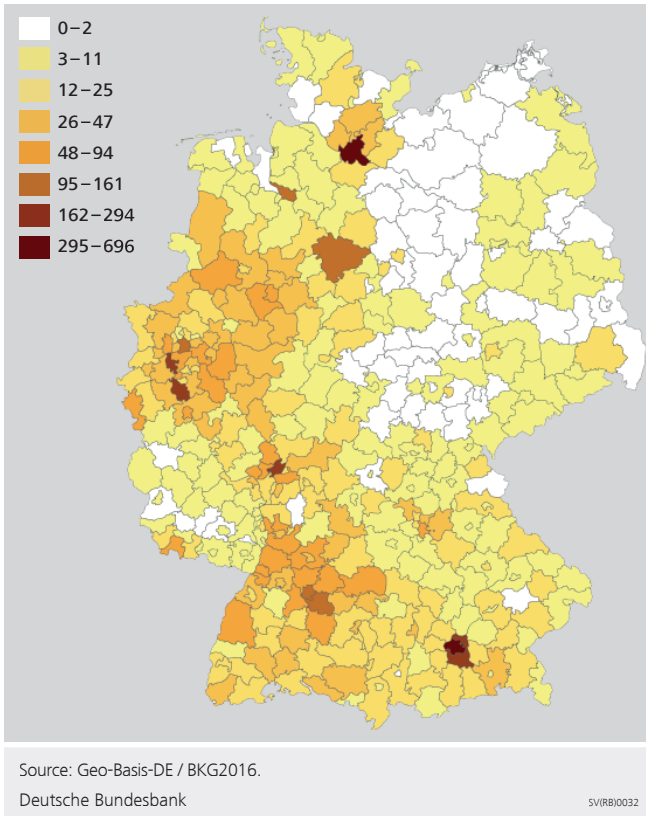 0–2
3–11
12–25
26–47
48–94
95–161
162–294
295–696
Source: Geo-Basis-DE / BKG2016.
Deutsche Bundesbank
SV(RB)0032